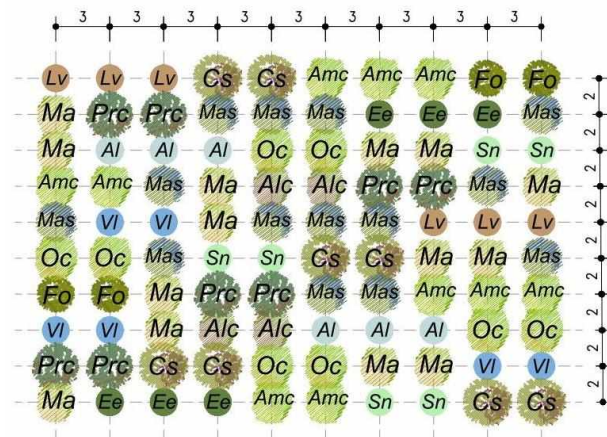 3 3 3 3 3 3 3 3 3
Lv Lv Lv Cs Cs Amc Amc Amc Fo Fo
Ma Prc Prc Mas Mas Mas Ee Ee Ee Mas
2
Ma Al Al Al Oc Oc Ma Ma Sn Sn
2
Amc Amc Mas Ma Alc Alc Prc Prc Mas Ma
2
Mas Vl Vl Ma Mas Mas Mas Lv Lv Lv
2
Oc Oc Mas Sn Sn Cs Cs Ma Ma Mas
2
Fo Fo Ma Prc Prc Mas Mas Amc Amc Amc
2
Vl Vl Ma Alc Alc Al Al Al Oc Oc
2
Prc Prc Cs Cs Oc Oc Ma Ma Vl Vl
2
Ma Ee Ee Ee Amc Amc Sn Sn Cs Cs
2